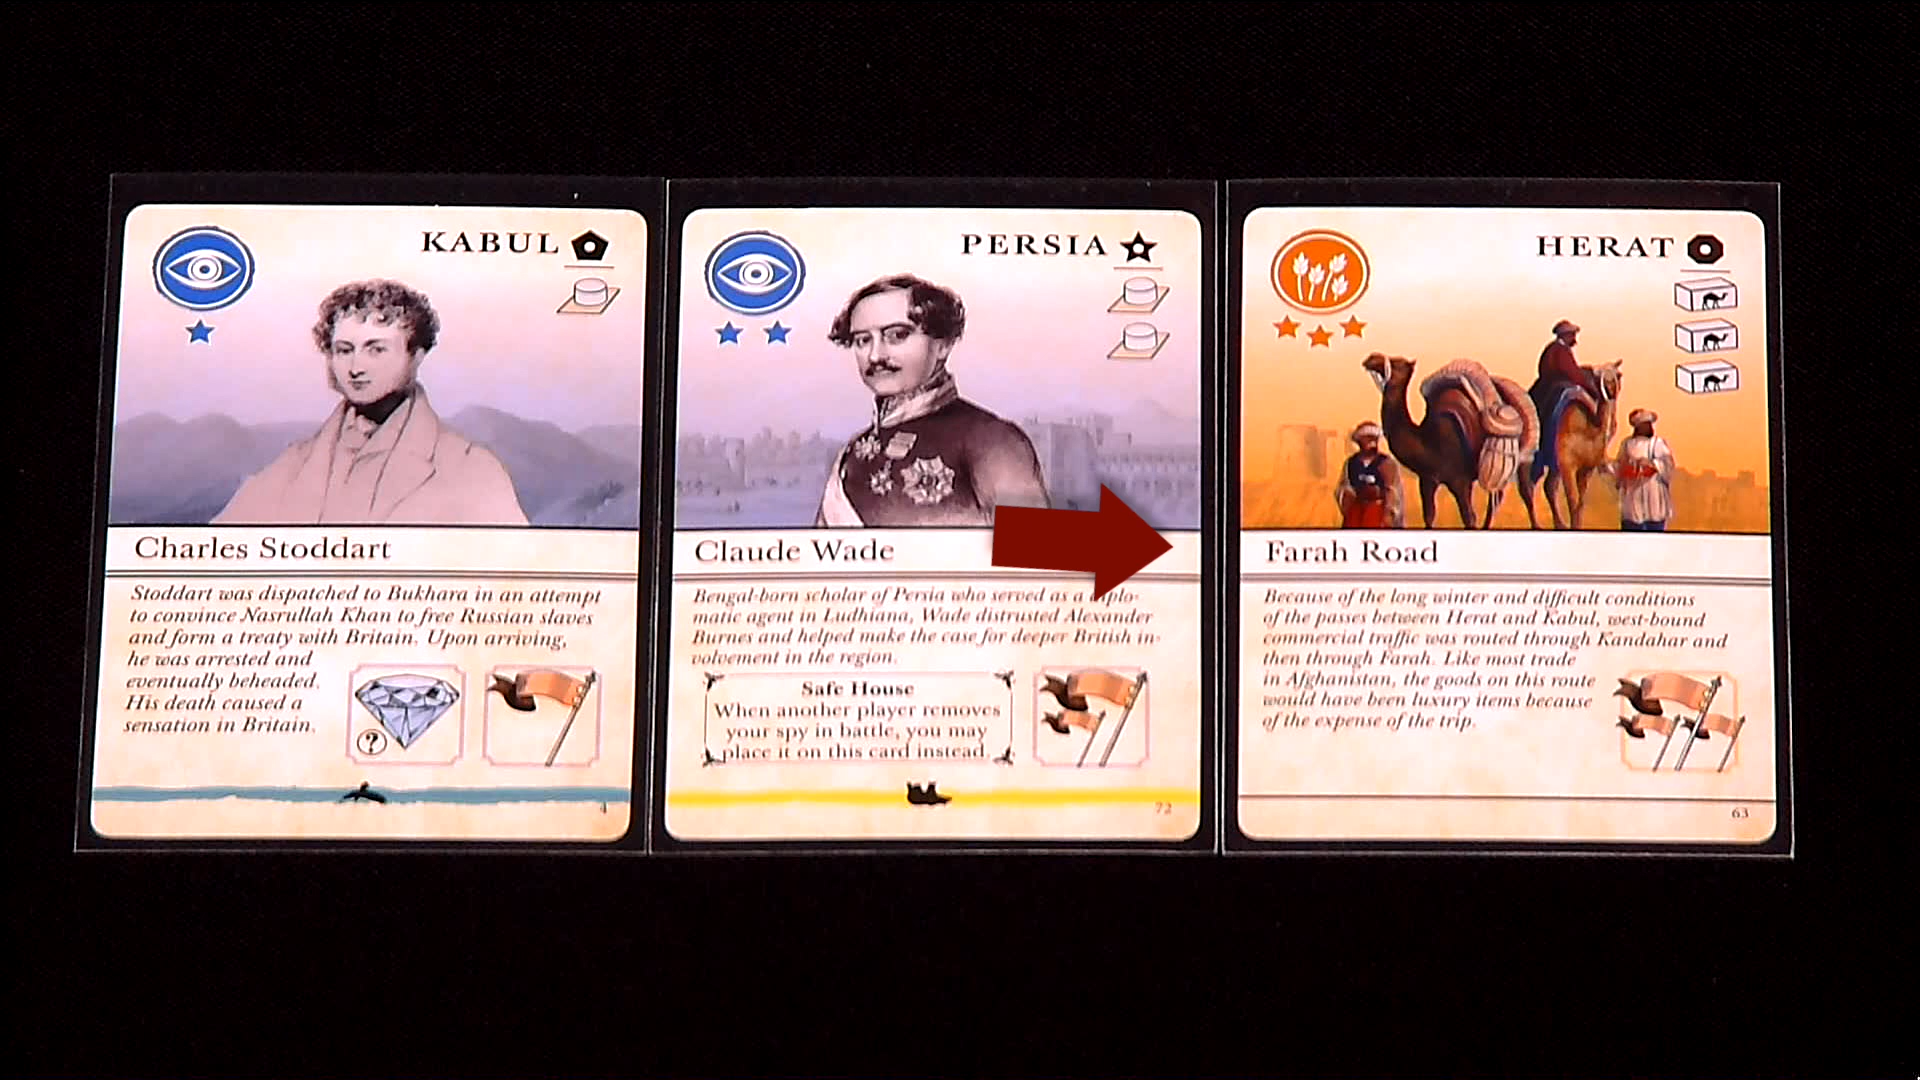 KABUL
Charles Stoddart
Stoddart was dispatched to Bukhara in an attempt
to convince Nasrullah Khan to free Russian slaves
and form a treaty with Britain. Upon arriving,
he was arrested and
eventually beheaded.
His death caused a
sensation in Britain.
?
4
PERSIA
Claude Wade
Bengal-born scholar of Persia who served as a diplo-
matic agent in Ludhiana, Wade distrusted Alexander
Burnes and helped make the case for deeper British in-
volvement in the region.
Safe House
When another player removes
your spy in battle, you may
place it on this card instead.
72
HERAT
Farah Road
Because of the long winter and difficult conditions
of the passes between Herat and Kabul, west-bound
commercial traffic was routed through Kandahar and
then through Farah. Like most trade
in Afghanistan, the goods on this route
would have been luxury items because
of the expense of the trip.
63